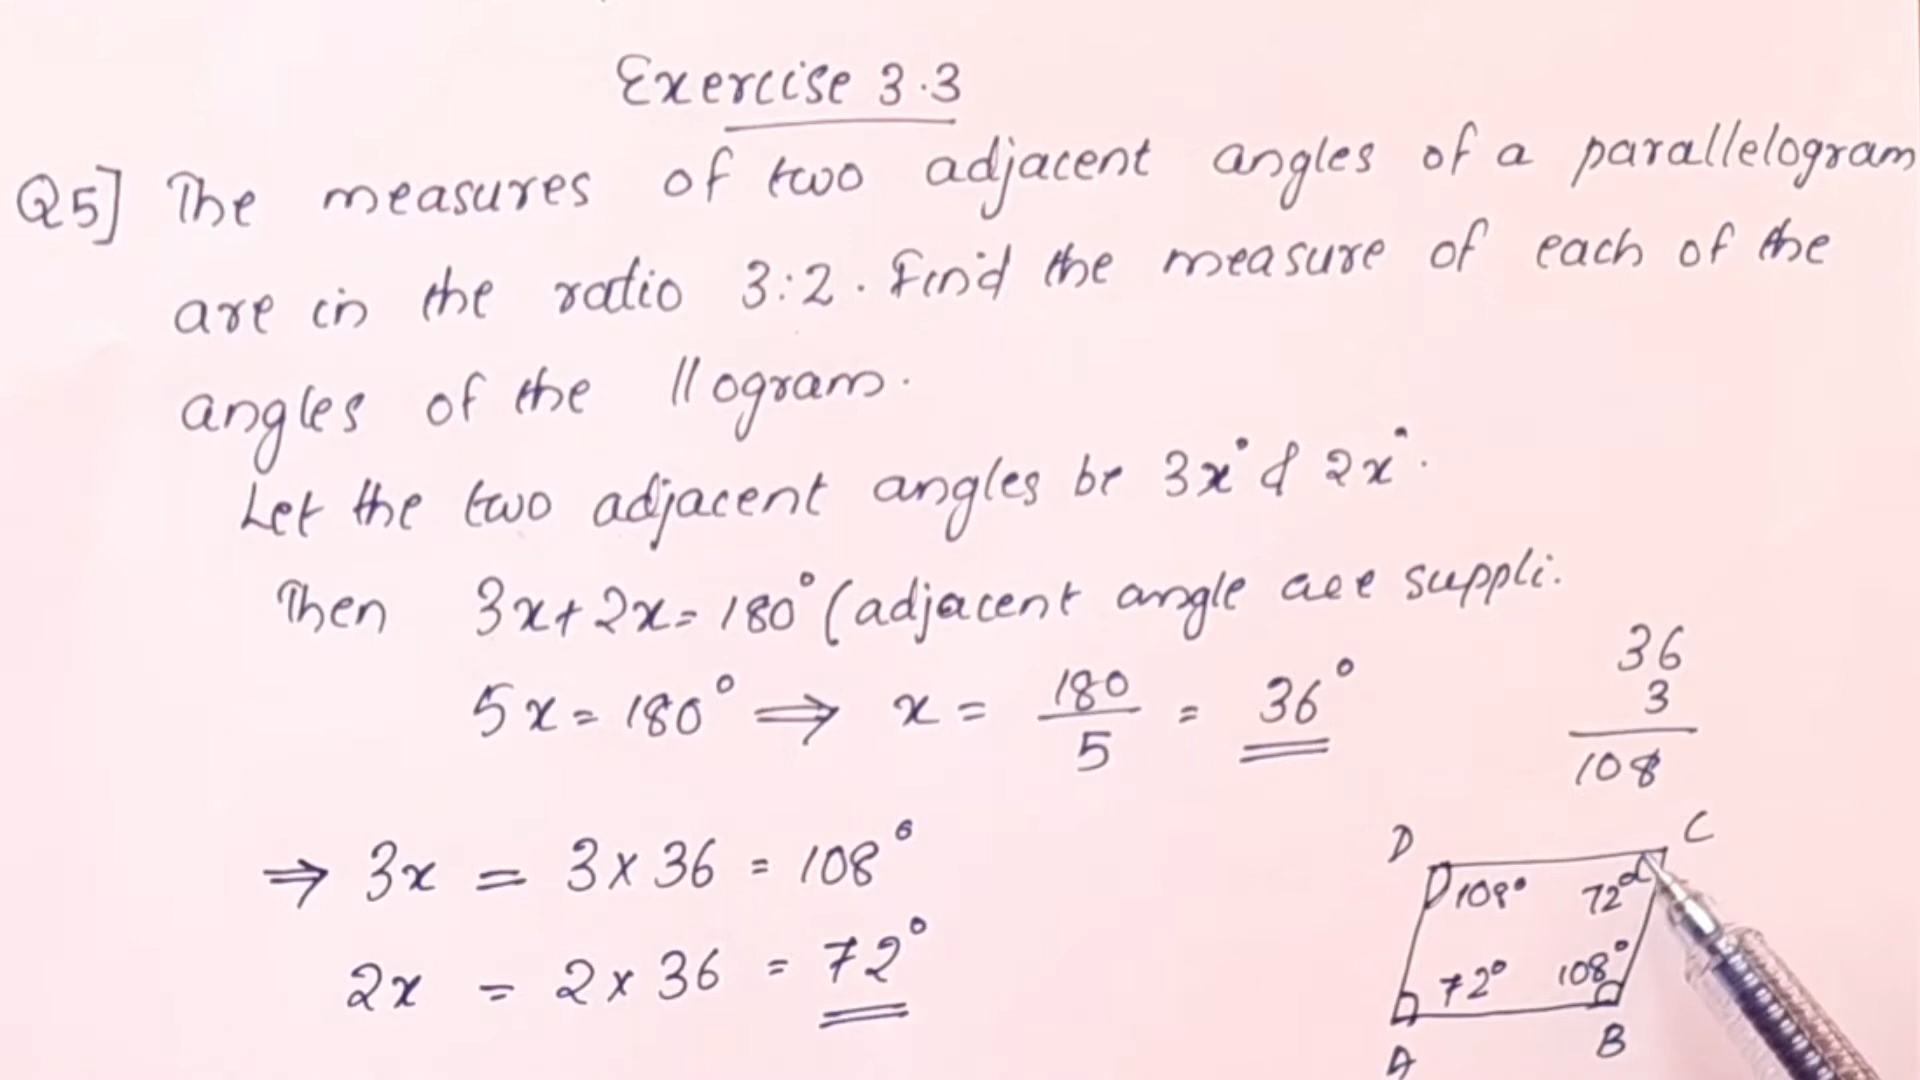 Exercise 3.3
Q5] The measures of two adjacent angles of a parallelogram
are in the ratio 3:2. Find the measure of each of the
angles of the || ogram.
Let the two adjacent angles be 3x° & 2x°.
Then 3x+2x=180° (adjacent angle are suppli.
5x=180° ⇒ x = 180/5 = 36°
36
3
108
⇒ 3x = 3x36 = 108°
2x = 2x36 = 72°
D C
108° 72°
72° 108°
A B